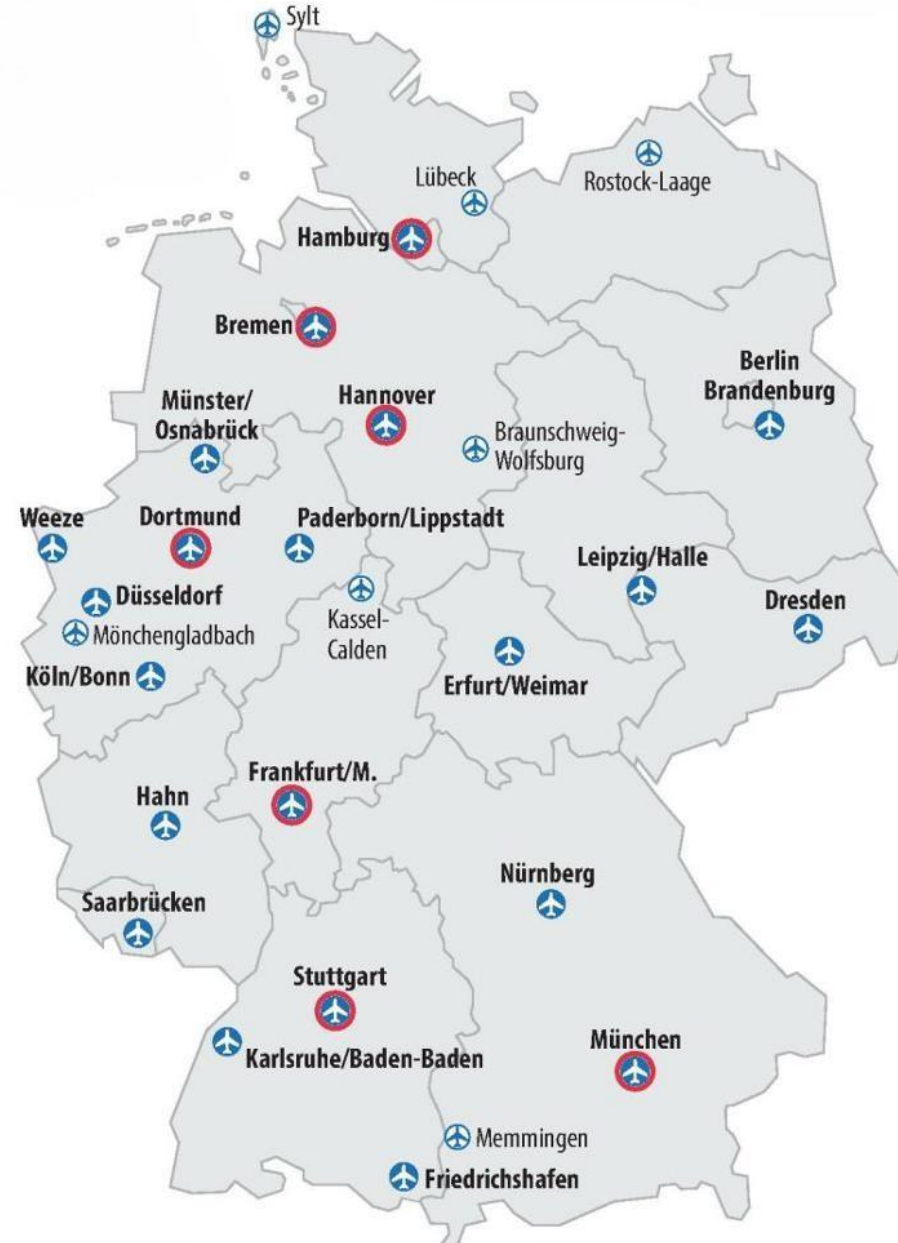 Sylt
Lübeck
Rostock-Laage
Hamburg
Bremen
Berlin
Brandenburg
Hannover
Münster/
Osnabrück
Braunschweig-
Wolfsburg
Weeze
Dortmund
Paderborn/Lippstadt
Leipzig/Halle
Düsseldorf
Dresden
Mönchengladbach
Kassel-
Calden
Köln/Bonn
Erfurt/Weimar
Frankfurt/M.
Hahn
Nürnberg
Saarbrücken
Stuttgart
Karlsruhe/Baden-Baden
München
Memmingen
Friedrichshafen